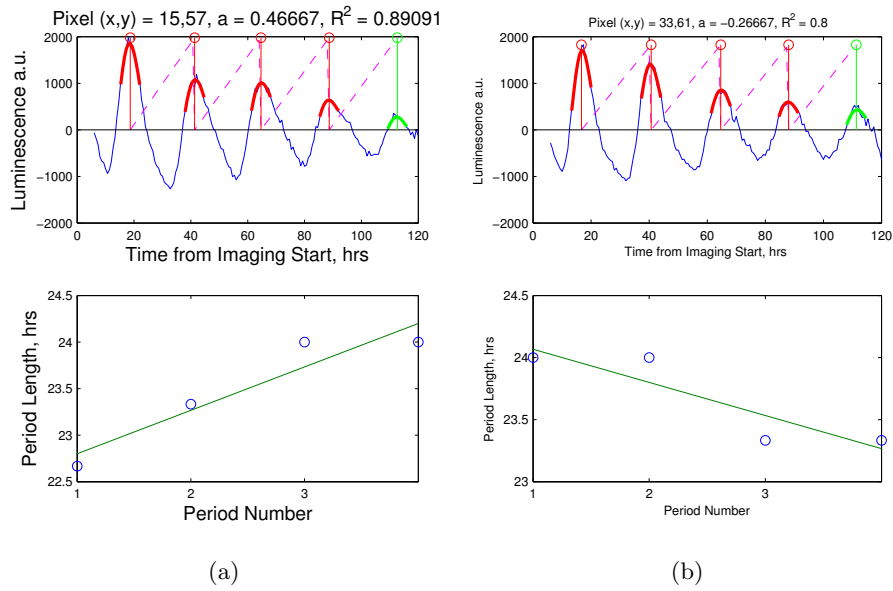 Pixel (x,y) = 15,57, a = 0.46667, R² = 0.89091
2000
1000
0
−1000
−2000
Luminescence a.u.
0 20 40 60 80 100 120
Time from Imaging Start, hrs
24.5
24
23.5
23
22.5
Period Length, hrs
1 2 3
Period Number
(a)
Pixel (x,y) = 33,61, a = −0.26667, R² = 0.8
2000
1000
0
−1000
−2000
Luminescence a.u.
0 20 40 60 80 100 120
Time from Imaging Start, hrs
24.5
24
23.5
23
Period Length, hrs
1 2 3
Period Number
(b)